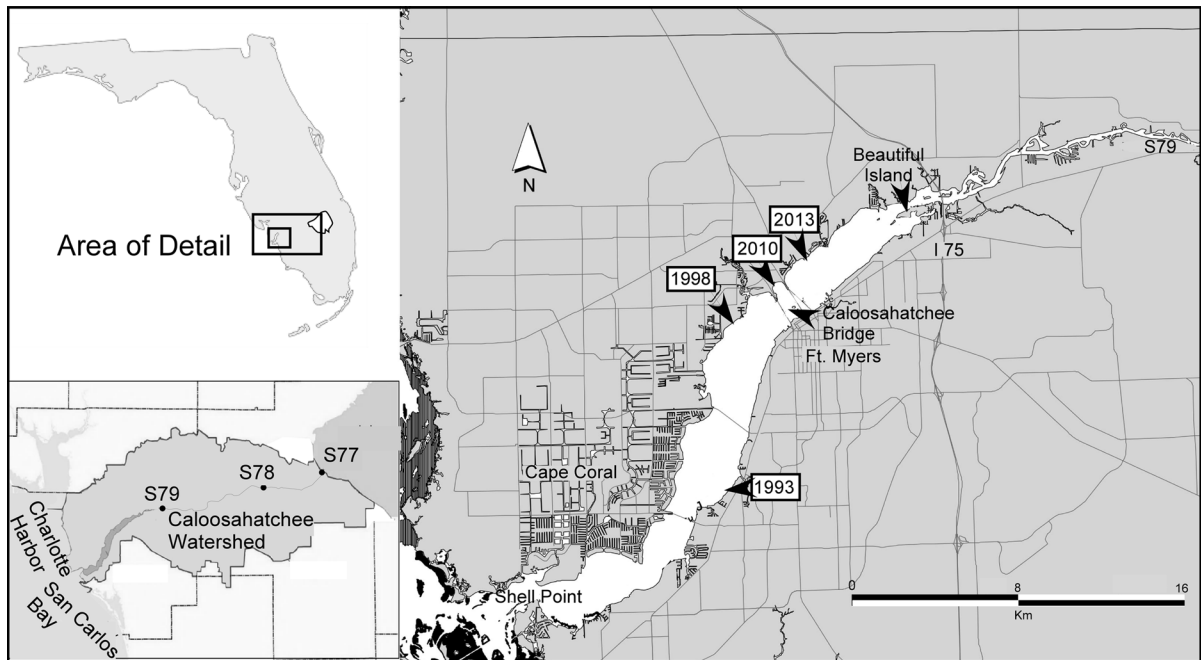 Area of Detail
N
S79
Beautiful
Island
2013
2010
1998
I 75
Caloosahatchee
Bridge
Ft. Myers
Cape Coral
1993
Shell Point
0
8
16
Km
S77
S78
S79
Caloosahatchee
Watershed
Charlotte
Harbor
San Carlos
Bay